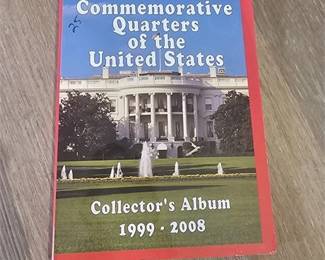 Commemorative
Quarters
of the
United States
25
Collector's Album
1999 · 2008